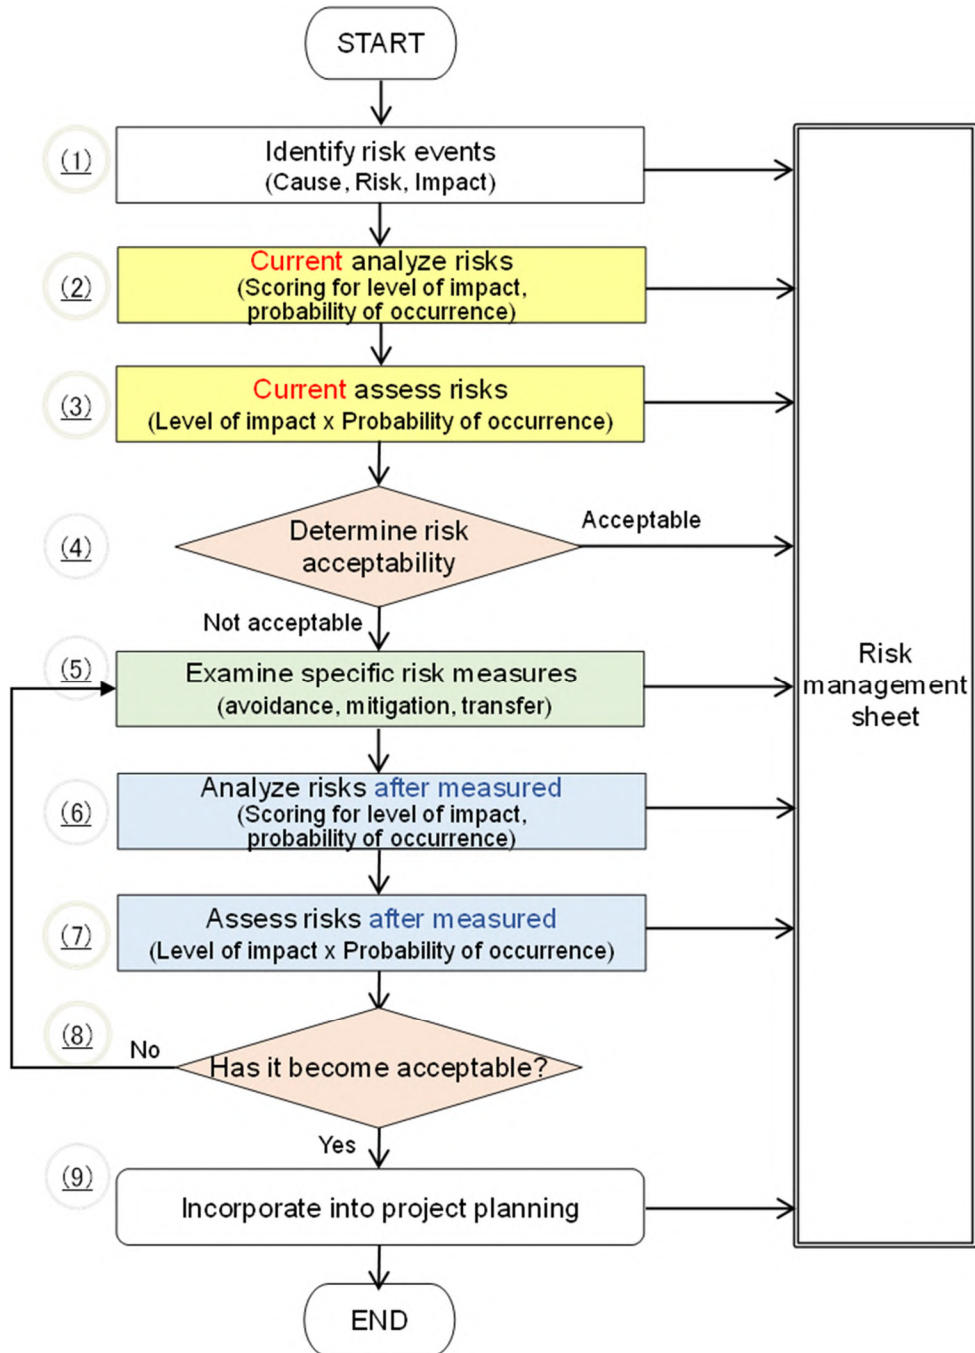 START
(1)
Identify risk events
(Cause, Risk, Impact)
(2)
Current analyze risks
(Scoring for level of impact,
probability of occurrence)
(3)
Current assess risks
(Level of impact x Probability of occurrence)
(4)
Determine risk
acceptability
Acceptable
Not acceptable
(5)
Examine specific risk measures
(avoidance, mitigation, transfer)
Risk
management
sheet
(6)
Analyze risks after measured
(Scoring for level of impact,
probability of occurrence)
(7)
Assess risks after measured
(Level of impact x Probability of occurrence)
(8)
No
Has it become acceptable?
Yes
(9)
Incorporate into project planning
END